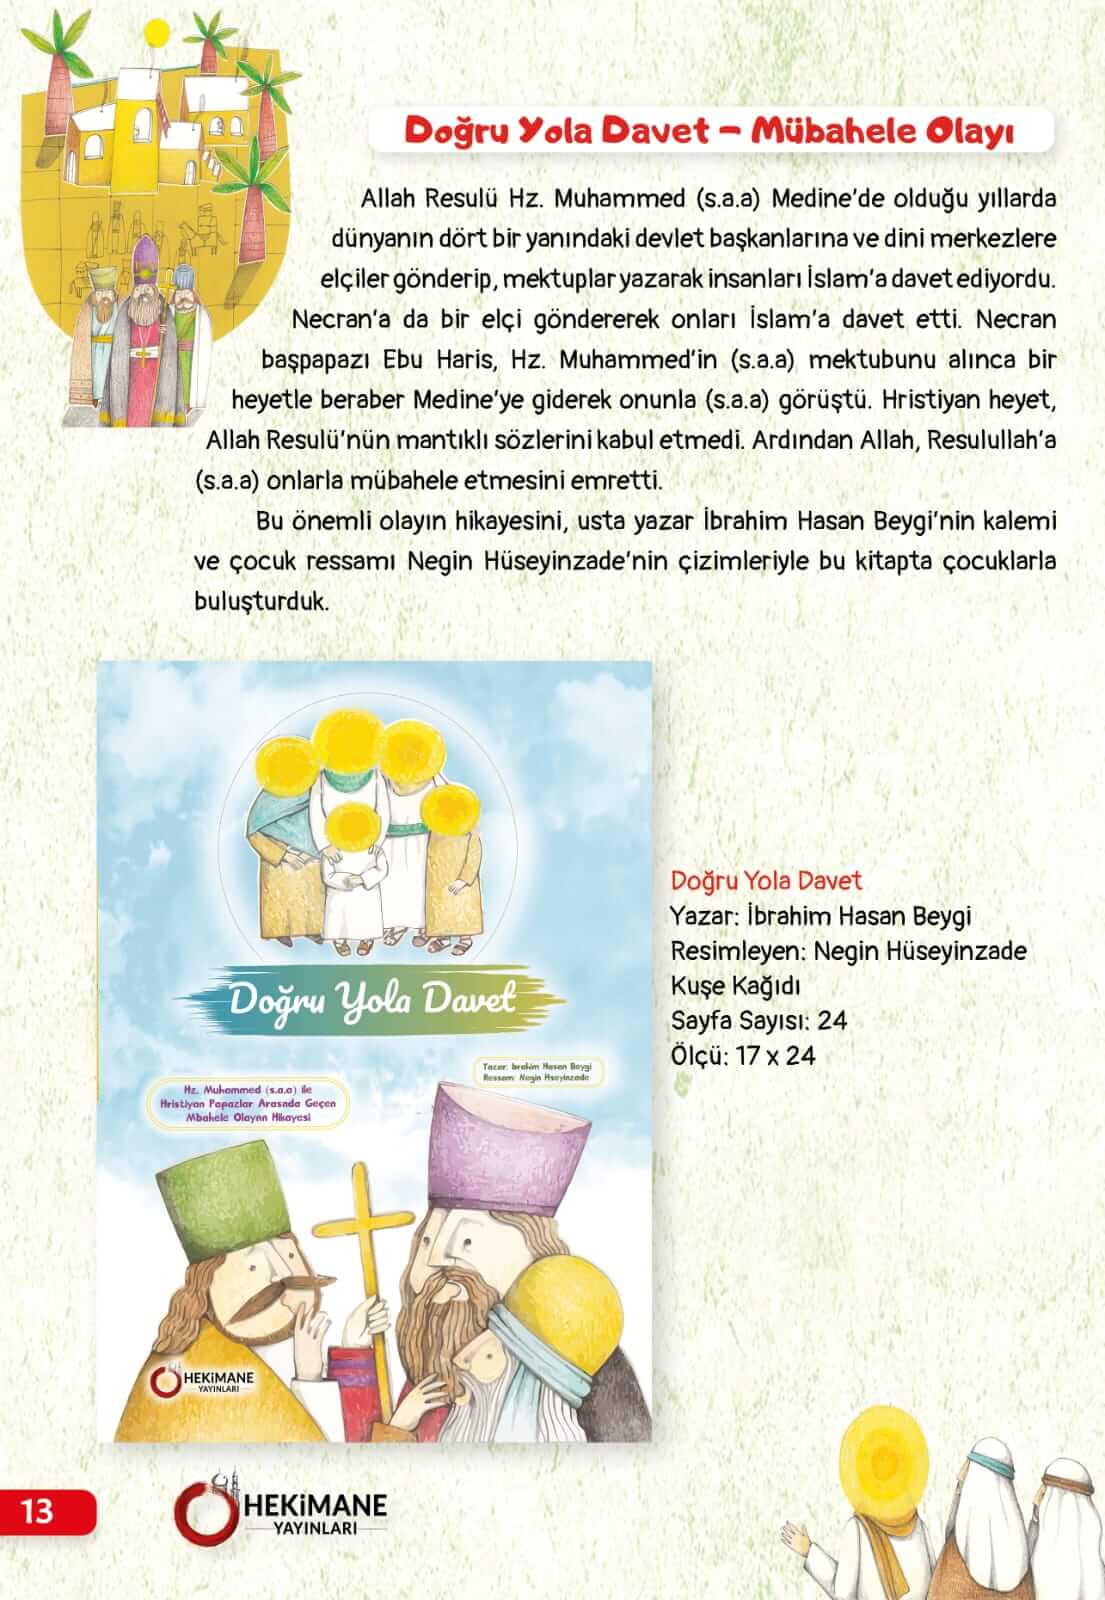 Doğru Yola Davet – Mübahele Olayı
Allah Resulü Hz. Muhammed (s.a.a) Medine'de olduğu yıllarda
dünyanın dört bir yanındaki devlet başkanlarına ve dini merkezlere
elçiler gönderip, mektuplar yazarak insanları İslam'a davet ediyordu.
Necran'a da bir elçi göndererek onları İslam'a davet etti. Necran
başpapazı Ebu Haris, Hz. Muhammed'in (s.a.a) mektubunu alınca bir
heyetle beraber Medine'ye giderek onunla (s.a.a) görüştü. Hristiyan heyet,
Allah Resulü'nün mantıklı sözlerini kabul etmedi. Ardından Allah, Resulullah'a
(s.a.a) onlarla mübahele etmesini emretti.
Bu önemli olayın hikayesini, usta yazar İbrahim Hasan Beygi'nin kalemi
ve çocuk ressamı Negin Hüseyinzade'nin çizimleriyle bu kitapta çocuklarla
buluşturduk.
Doğru Yola Davet
Yazar: İbrahim Hasan Beygi
Ressam: Negin Hseyinzade
Hz. Muhammed (s.a.a) ile
Hristiyan Papazlar Arasnda Geçen
Mbahele Olaynn Hikayesi
HEKİMANE
YAYINLARI
Doğru Yola Davet
Yazar: İbrahim Hasan Beygi
Resimleyen: Negin Hüseyinzade
Kuşe Kağıdı
Sayfa Sayısı: 24
Ölçü: 17 x 24
13
HEKİMANE
YAYINLARI